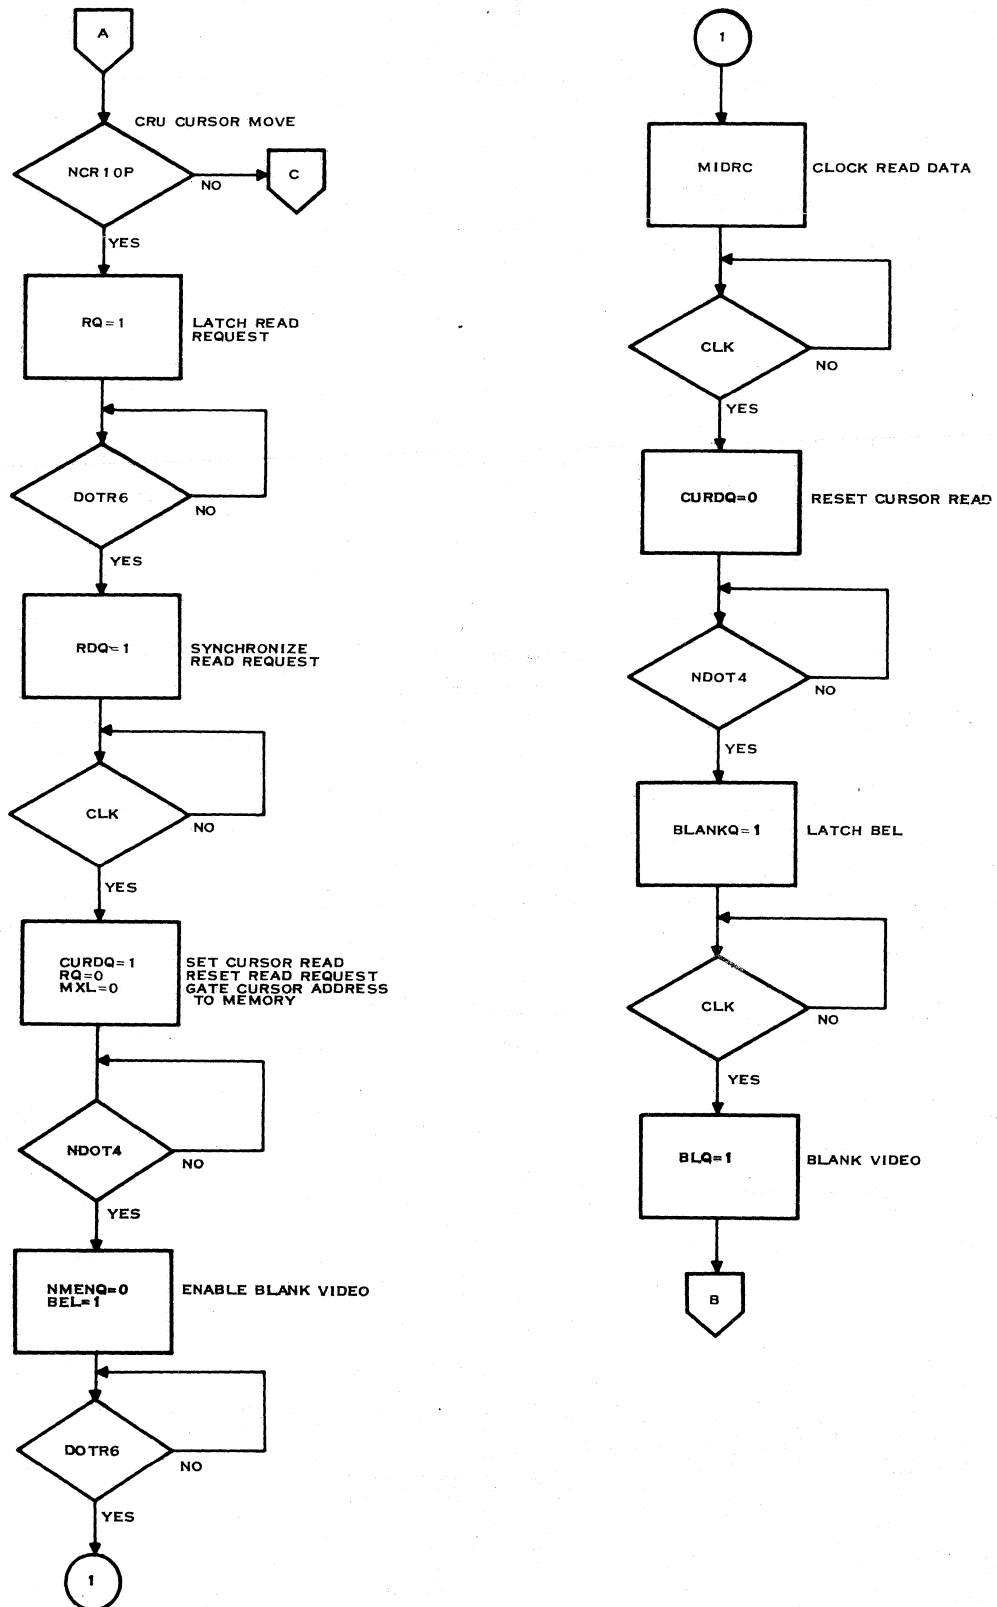 A
CRU CURSOR MOVE
NCR10P
NO
C
YES
RQ=1
LATCH READ
REQUEST
DOTR6
NO
YES
RDQ=1
SYNCHRONIZE
READ REQUEST
CLK
NO
YES
CURDQ=1
RQ=0
MXL=0
SET CURSOR READ
RESET READ REQUEST
GATE CURSOR ADDRESS
TO MEMORY
NDOT4
NO
YES
NMENQ=0
BEL=1
ENABLE BLANK VIDEO
DOTR6
NO
YES
1
1
MIDRC
CLOCK READ DATA
CLK
NO
YES
CURDQ=0
RESET CURSOR READ
NDOT4
NO
YES
BLANKQ=1
LATCH BEL
CLK
NO
YES
BLQ=1
BLANK VIDEO
B